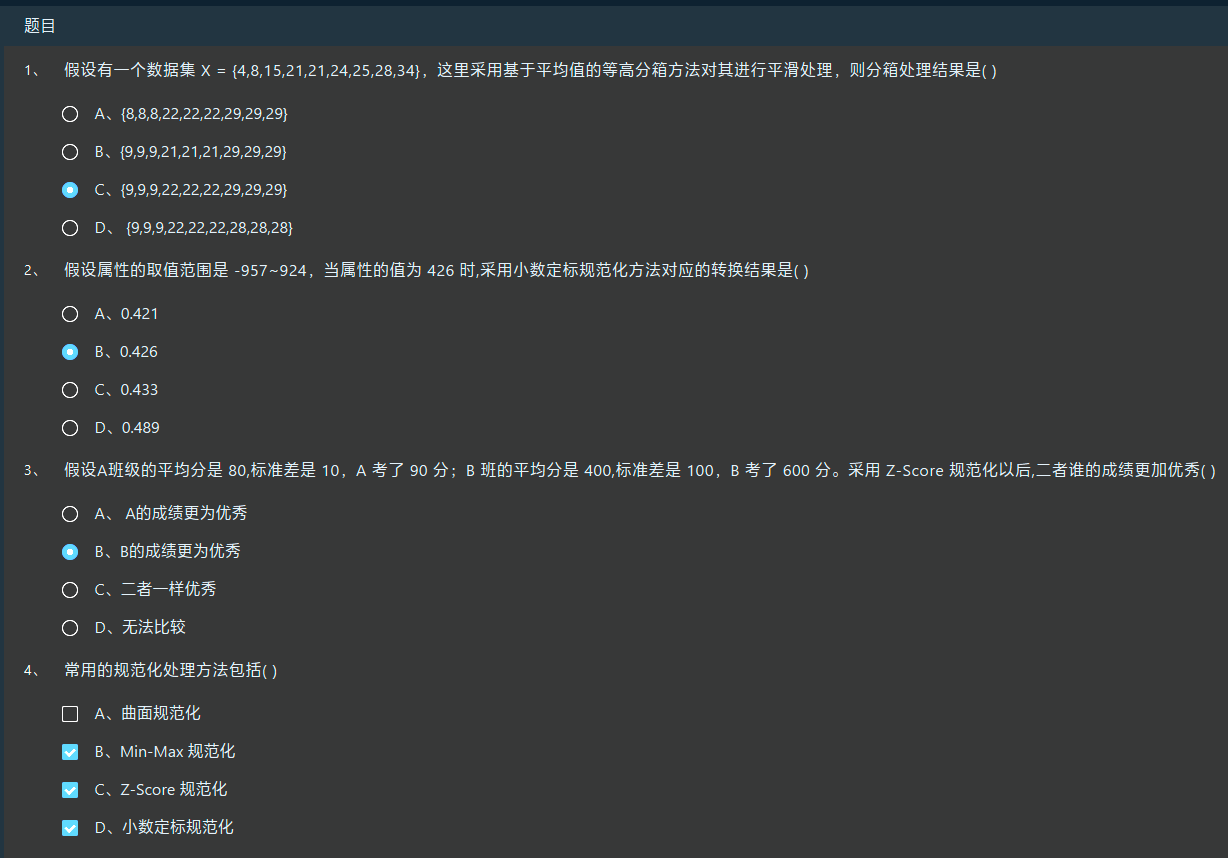 题目
1、 假设有一个数据集 X = {4,8,15,21,21,24,25,28,34}，这里采用基于平均值的等高分箱方法对其进行平滑处理，则分箱处理结果是( )
A、{8,8,8,22,22,22,29,29,29}
B、{9,9,9,21,21,21,29,29,29}
C、{9,9,9,22,22,22,29,29,29}
D、 {9,9,9,22,22,22,28,28,28}
2、 假设属性的取值范围是 -957~924，当属性的值为 426 时,采用小数定标规范化方法对应的转换结果是( )
A、0.421
B、0.426
C、0.433
D、0.489
3、 假设A班级的平均分是 80,标准差是 10，A 考了 90 分；B 班的平均分是 400,标准差是 100，B 考了 600 分。采用 Z-Score 规范化以后,二者谁的成绩更加优秀( )
A、 A的成绩更为优秀
B、B的成绩更为优秀
C、二者一样优秀
D、无法比较
4、 常用的规范化处理方法包括( )
A、曲面规范化
B、Min-Max 规范化
C、Z-Score 规范化
D、小数定标规范化